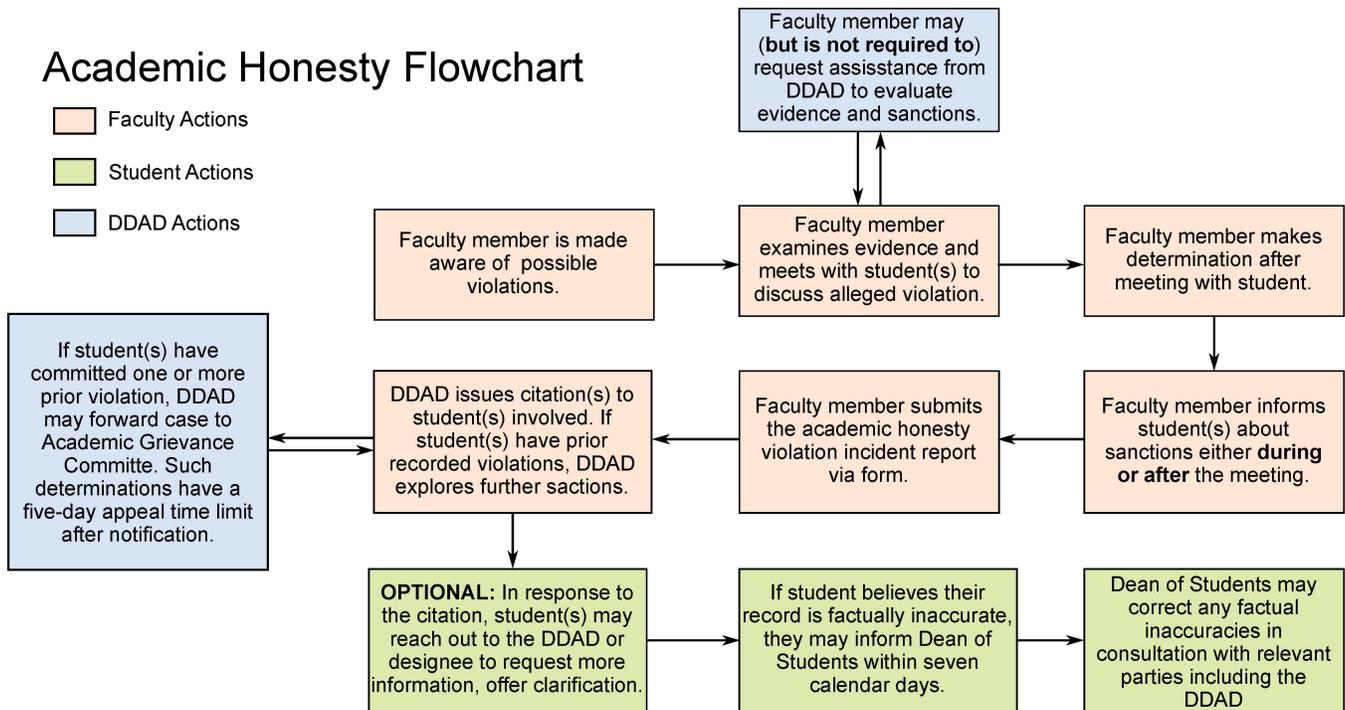 Academic Honesty Flowchart
Faculty Actions
Student Actions
DDAD Actions
Faculty member may
(but is not required to)
request assisstance from
DDAD to evaluate
evidence and sanctions.
Faculty member is made
aware of possible
violations.
Faculty member
examines evidence and
meets with student(s) to
discuss alleged violation.
Faculty member makes
determination after
meeting with student.
If student(s) have
committed one or more
prior violation, DDAD
may forward case to
Academic Grievance
Committe. Such
determinations have a
five-day appeal time limit
after notification.
DDAD issues citation(s) to
student(s) involved. If
student(s) have prior
recorded violations, DDAD
explores further sactions.
Faculty member submits
the academic honesty
violation incident report
via form.
Faculty member informs
student(s) about
sanctions either during
or after the meeting.
OPTIONAL: In response to
the citation, student(s) may
reach out to the DDAD or
designee to request more
information, offer clarification.
If student believes their
record is factually inaccurate,
they may inform Dean of
Students within seven
calendar days.
Dean of Students may
correct any factual
inaccuracies in
consultation with relevant
parties including the
DDAD